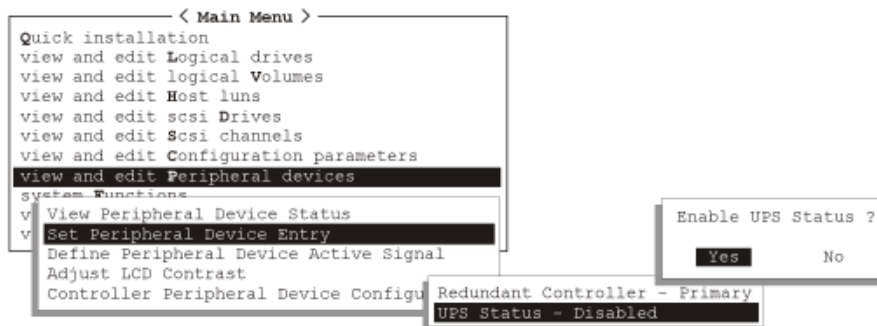 < Main Menu >
Quick installation
view and edit Logical drives
view and edit logical Volumes
view and edit Host luns
view and edit scsi Drives
view and edit Scsi channels
view and edit Configuration parameters
view and edit Peripheral devices
system Functions
v
v
View Peripheral Device Status
Set Peripheral Device Entry
Define Peripheral Device Active Signal
Adjust LCD Contrast
Controller Peripheral Device Configu
Redundant Controller - Primary
UPS Status - Disabled
Enable UPS Status ?
Yes No